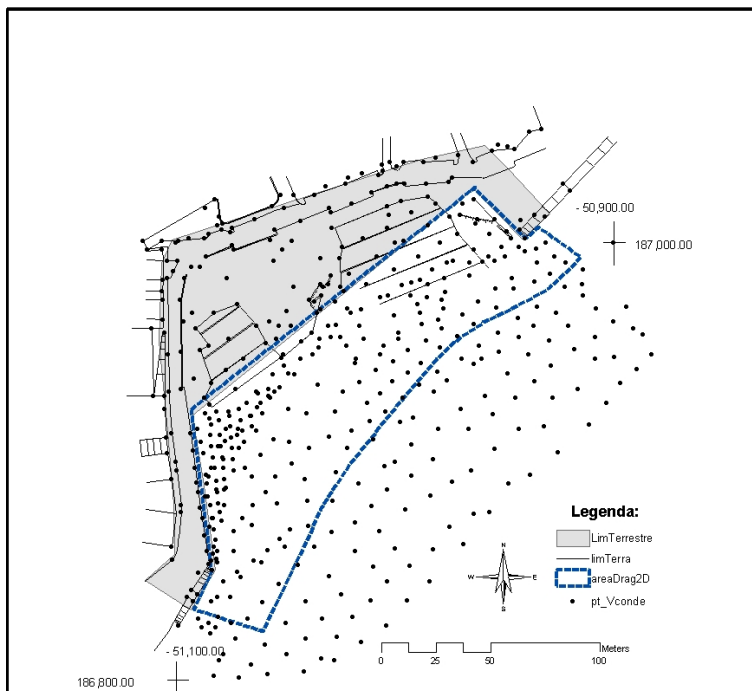 - 50,900.00
187,000.00
Legenda:
LimTerrestre
limTerra
areaDrag2D
pt_Vconde
N
W
E
S
- 51,100.00
186,800.00
Meters
0
25
50
100